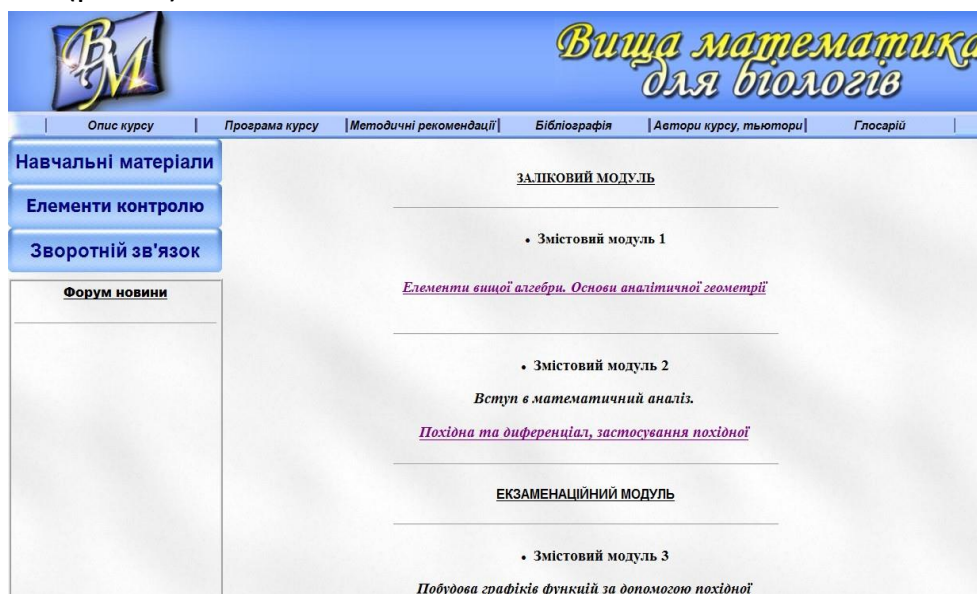 ВМ
Вища математика
для біологів
Опис курсу | Програма курсу | Методичні рекомендації | Бібліографія | Автори курсу, тьютори | Глосарій |
Навчальні матеріали
Елементи контролю
Зворотній зв'язок
Форум новини
ЗАЛІКОВИЙ МОДУЛЬ
• Змістовий модуль 1
Елементи вищої алгебри. Основи аналітичної геометрії
• Змістовий модуль 2
Вступ в математичний аналіз.
Похідна та диференціал, застосування похідної
ЕКЗАМЕНАЦІЙНИЙ МОДУЛЬ
• Змістовий модуль 3
Побудова графіків функцій за допомогою похідної